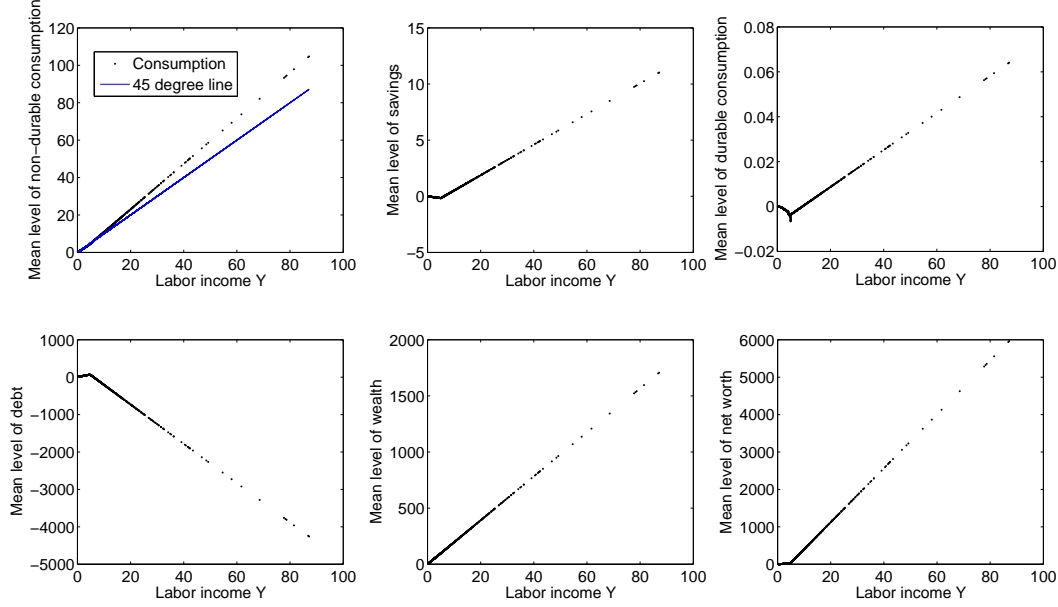 Mean level of non−durable consumption
120
100
80
60
40
20
0
Consumption
45 degree line
0 20 40 60 80 100
Labor income Y
Mean level of savings
15
10
5
0
−5
0 20 40 60 80 100
Labor income Y
Mean level of durable consumption
0.08
0.06
0.04
0.02
0
−0.02
0 20 40 60 80 100
Labor income Y
Mean level of debt
1000
0
−1000
−2000
−3000
−4000
−5000
0 20 40 60 80 100
Labor income Y
Mean level of wealth
2000
1500
1000
500
0
0 20 40 60 80 100
Labor income Y
Mean level of net worth
6000
5000
4000
3000
2000
1000
0
0 20 40 60 80 100
Labor income Y